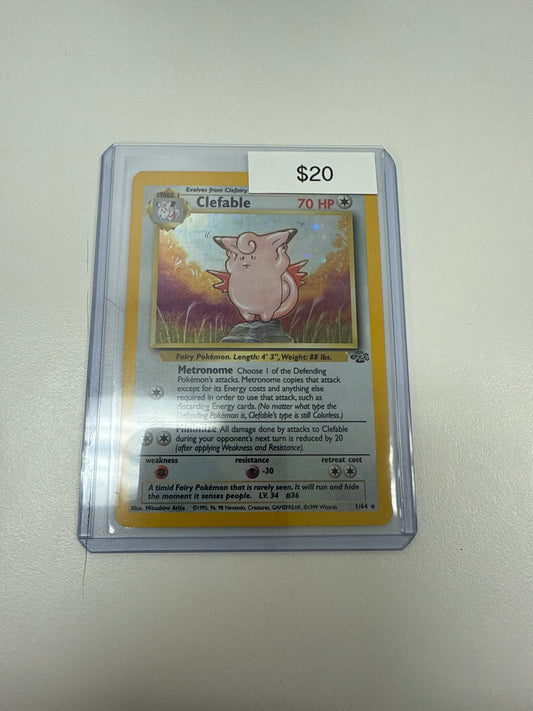 $20
Evolves from Clefairy
STAGE 1
Clefable 70 HP
Fairy Pokémon. Length: 4' 3", Weight: 88 lbs.
Metronome Choose 1 of the Defending
Pokémon's attacks. Metronome copies that attack
except for its Energy costs and anything else
required in order to use that attack, such as
discarding Energy cards. (No matter what type the
Defending Pokémon is, Clefable's type is still Colorless.)
Minimize All damage done by attacks to Clefable
during your opponent's next turn is reduced by 20
(after applying Weakness and Resistance).
weakness resistance retreat cost
-30
A timid Fairy Pokémon that is rarely seen. It will run and hide
the moment it senses people. LV. 34 #36
Illus. Mitsuhiro Arita ©1995, 96, 98 Nintendo, Creatures, GAMEFREAK. ©1999 Wizards. 1/64 ★